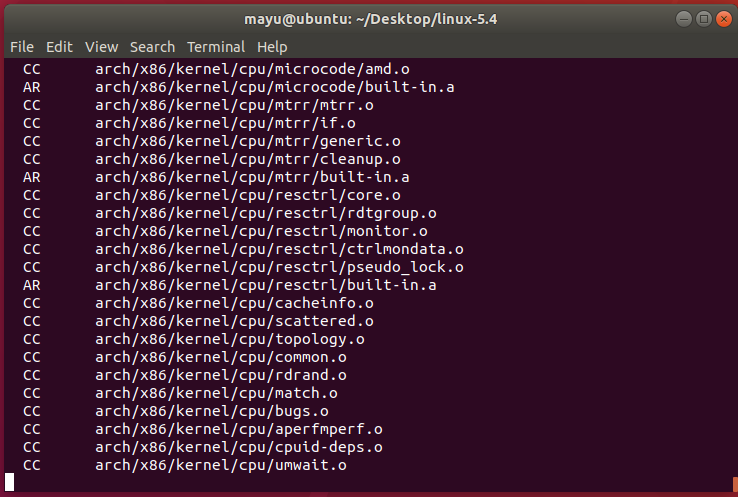 mayu@ubuntu: ~/Desktop/linux-5.4
File Edit View Search Terminal Help
CC arch/x86/kernel/cpu/microcode/amd.o
AR arch/x86/kernel/cpu/microcode/built-in.a
CC arch/x86/kernel/cpu/mtrr/mtrr.o
CC arch/x86/kernel/cpu/mtrr/if.o
CC arch/x86/kernel/cpu/mtrr/generic.o
CC arch/x86/kernel/cpu/mtrr/cleanup.o
AR arch/x86/kernel/cpu/mtrr/built-in.a
CC arch/x86/kernel/cpu/resctrl/core.o
CC arch/x86/kernel/cpu/resctrl/rdtgroup.o
CC arch/x86/kernel/cpu/resctrl/monitor.o
CC arch/x86/kernel/cpu/resctrl/ctrlmondata.o
CC arch/x86/kernel/cpu/resctrl/pseudo_lock.o
AR arch/x86/kernel/cpu/resctrl/built-in.a
CC arch/x86/kernel/cpu/cacheinfo.o
CC arch/x86/kernel/cpu/scattered.o
CC arch/x86/kernel/cpu/topology.o
CC arch/x86/kernel/cpu/common.o
CC arch/x86/kernel/cpu/rdrand.o
CC arch/x86/kernel/cpu/match.o
CC arch/x86/kernel/cpu/bugs.o
CC arch/x86/kernel/cpu/aperfmperf.o
CC arch/x86/kernel/cpu/cpuid-deps.o
CC arch/x86/kernel/cpu/umwait.o